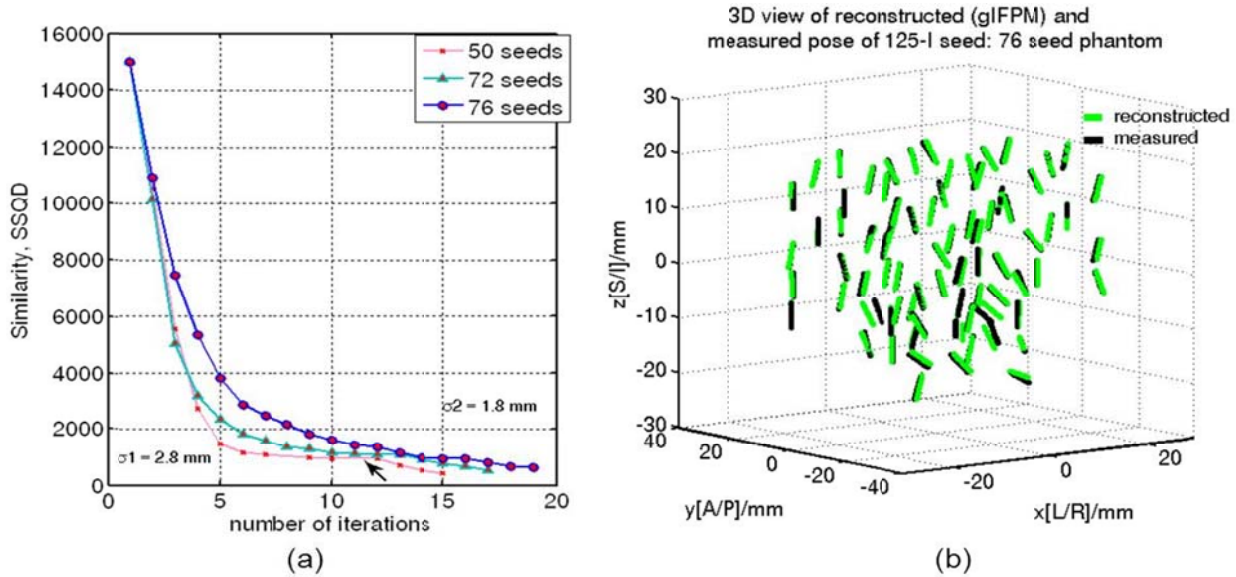 16000
14000
12000
10000
8000
6000
4000
2000
0
Similarity, SSQD
50 seeds
72 seeds
76 seeds
σ2 = 1.8 mm
σ1 = 2.8 mm
0 5 10 15 20
number of iterations
(a)
3D view of reconstructed (gIFPM) and
measured pose of 125-I seed: 76 seed phantom
reconstructed
measured
30
20
10
0
-10
-20
-30
z[S/I]/mm
40 20 0 -20 -40
y[A/P]/mm
-20 0 20
x[L/R]/mm
(b)